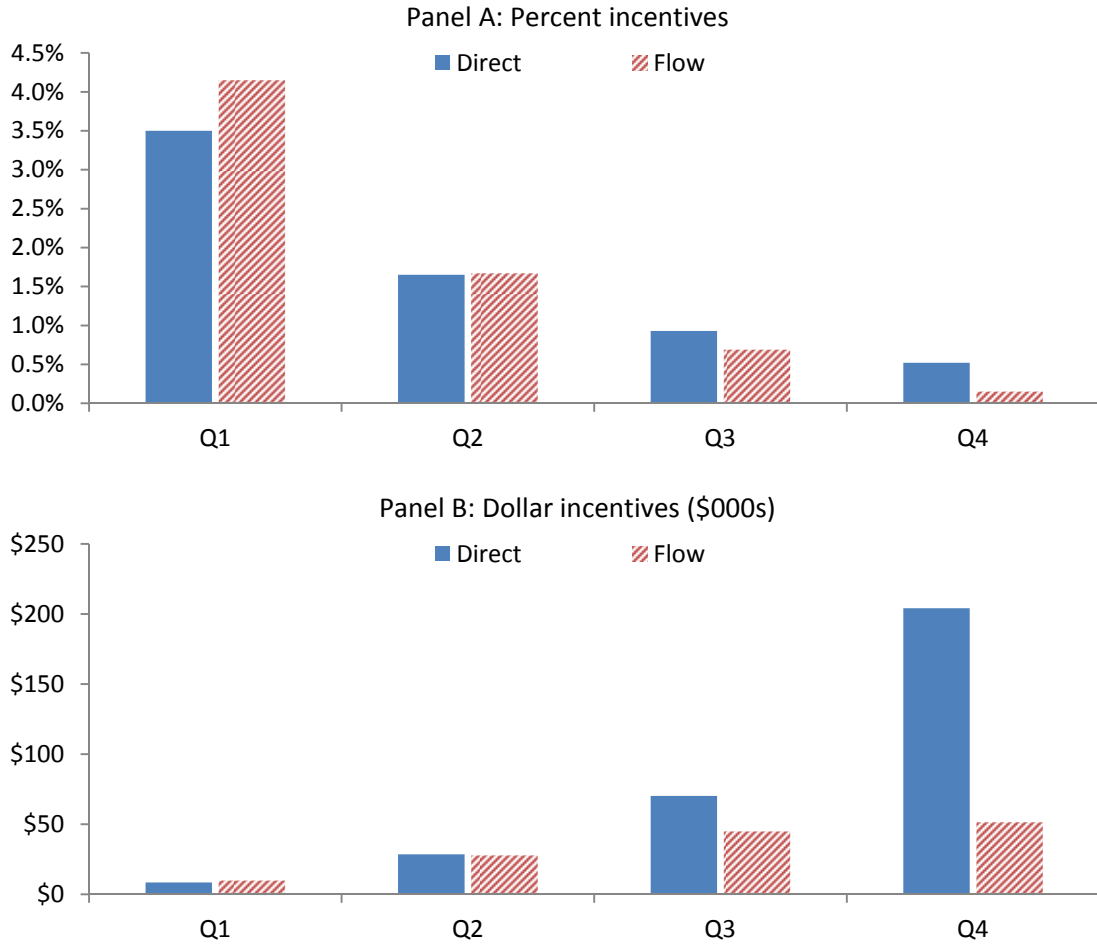 Panel A: Percent incentives
Direct Flow
4.5%
4.0%
3.5%
3.0%
2.5%
2.0%
1.5%
1.0%
0.5%
0.0%
Q1 Q2 Q3 Q4
Panel B: Dollar incentives ($000s)
Direct Flow
$250
$200
$150
$100
$50
$0
Q1 Q2 Q3 Q4